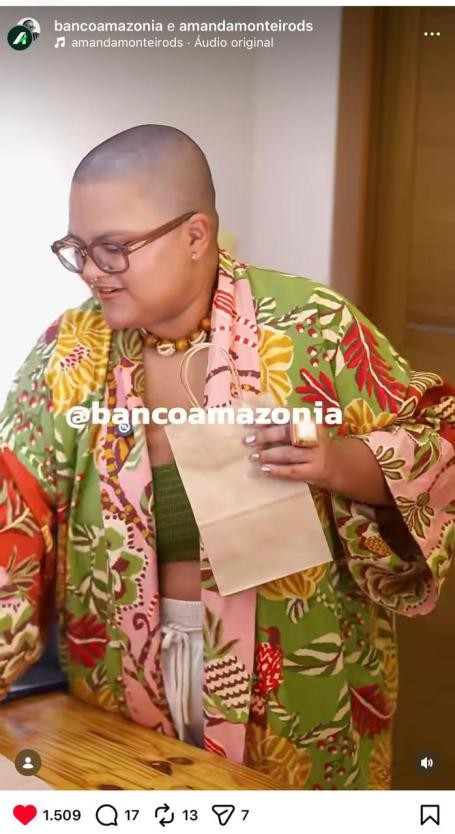 bancoamazonia e amandamonteirods
amandamonteirods · Áudio original
@bancoamazonia
1.509 17 13 7